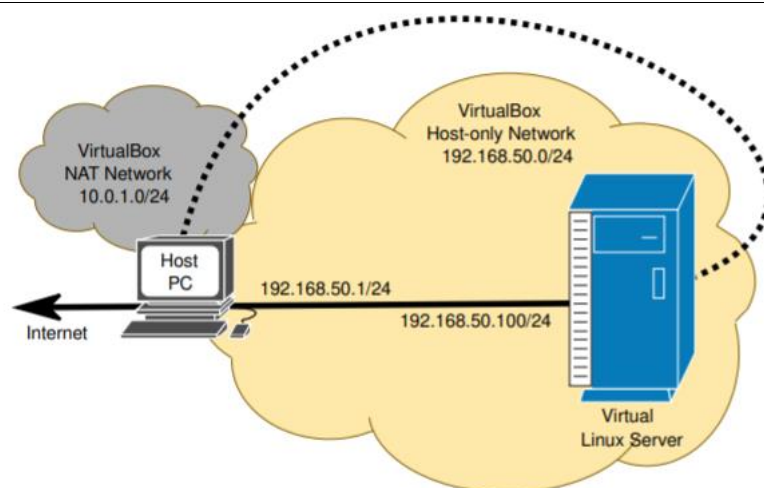 VirtualBox
NAT Network
10.0.1.0/24
VirtualBox
Host-only Network
192.168.50.0/24
Host
PC
192.168.50.1/24
192.168.50.100/24
Internet
Virtual
Linux Server